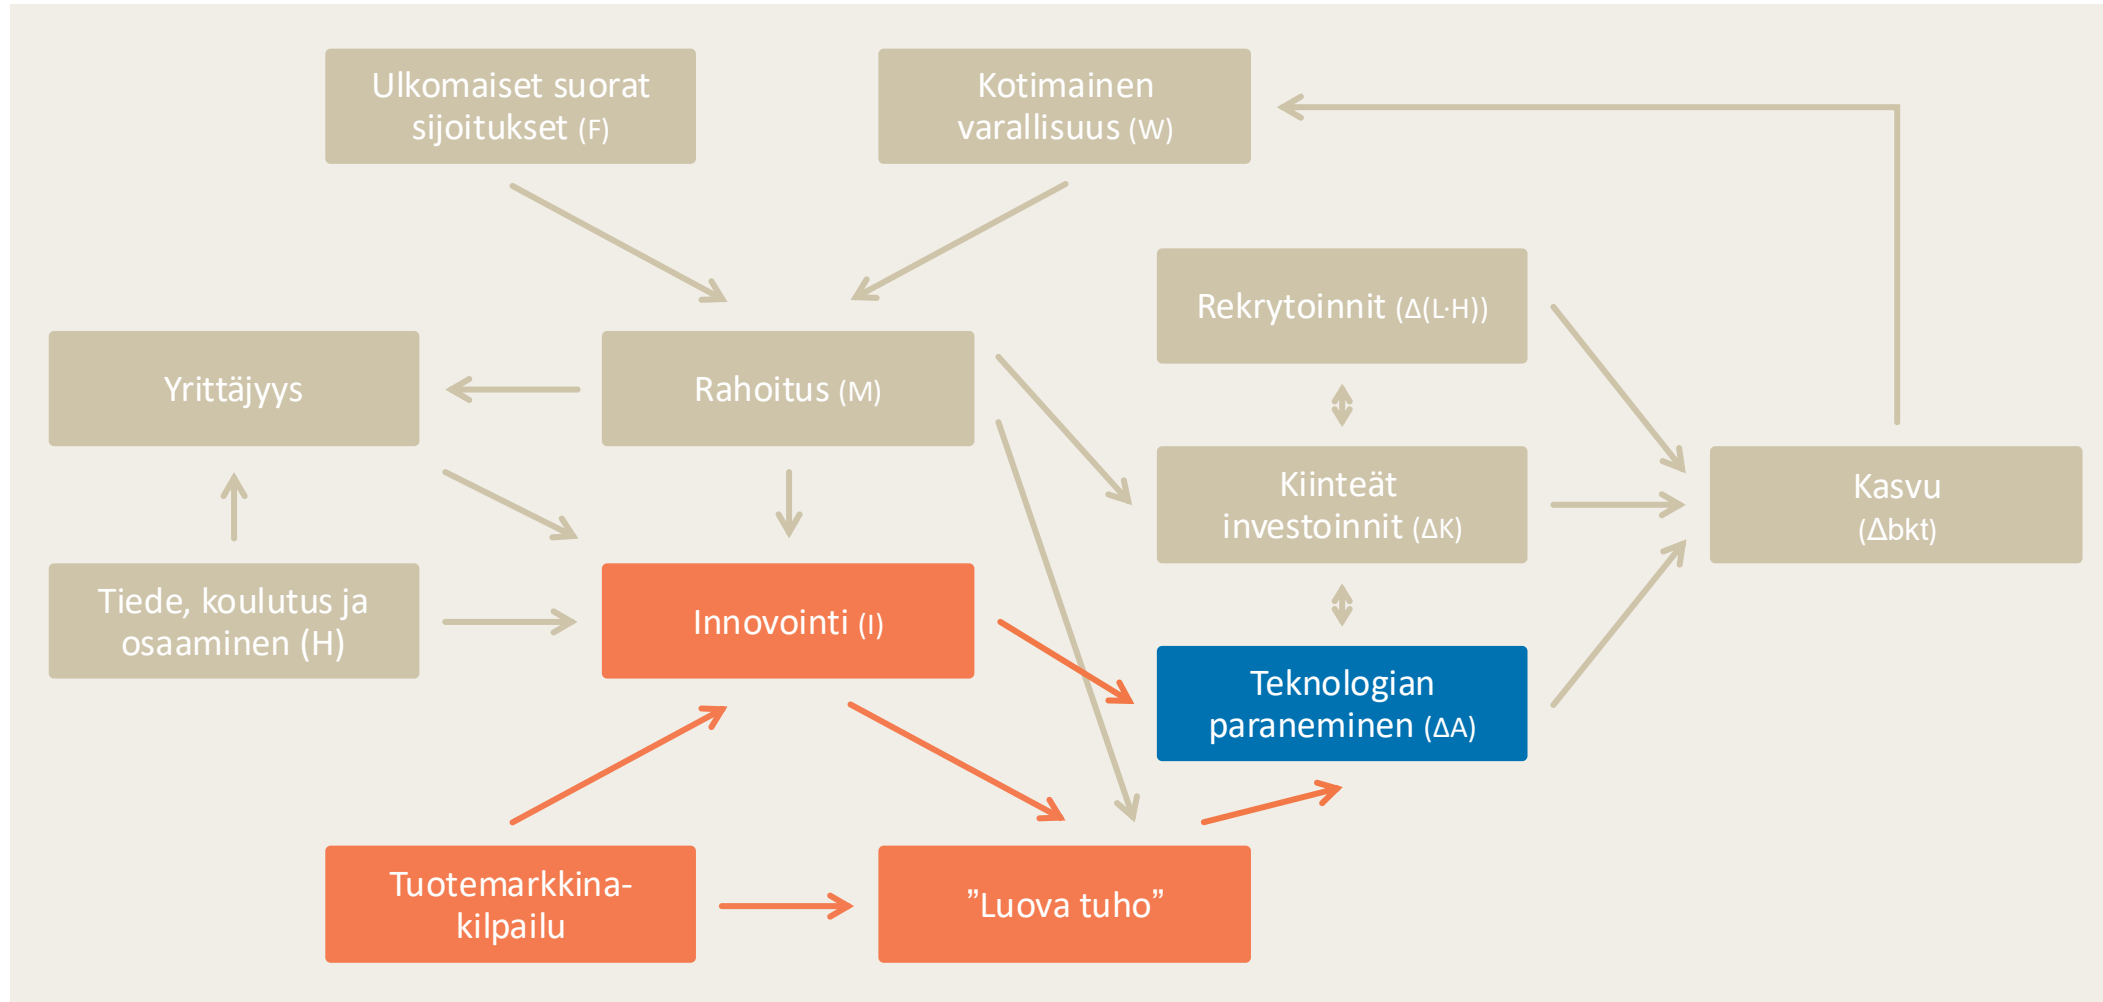 Ulkomaiset suorat
sijoitukset (F)
Kotimainen
varallisuus (W)
Rekrytoinnit (Δ(L·H))
Yrittäjyys
Rahoitus (M)
Kiinteät
investoinnit (ΔK)
Kasvu
(Δbkt)
Tiede, koulutus ja
osaaminen (H)
Innovointi (I)
Teknologian
paraneminen (ΔA)
Tuotemarkkina-
kilpailu
”Luova tuho”